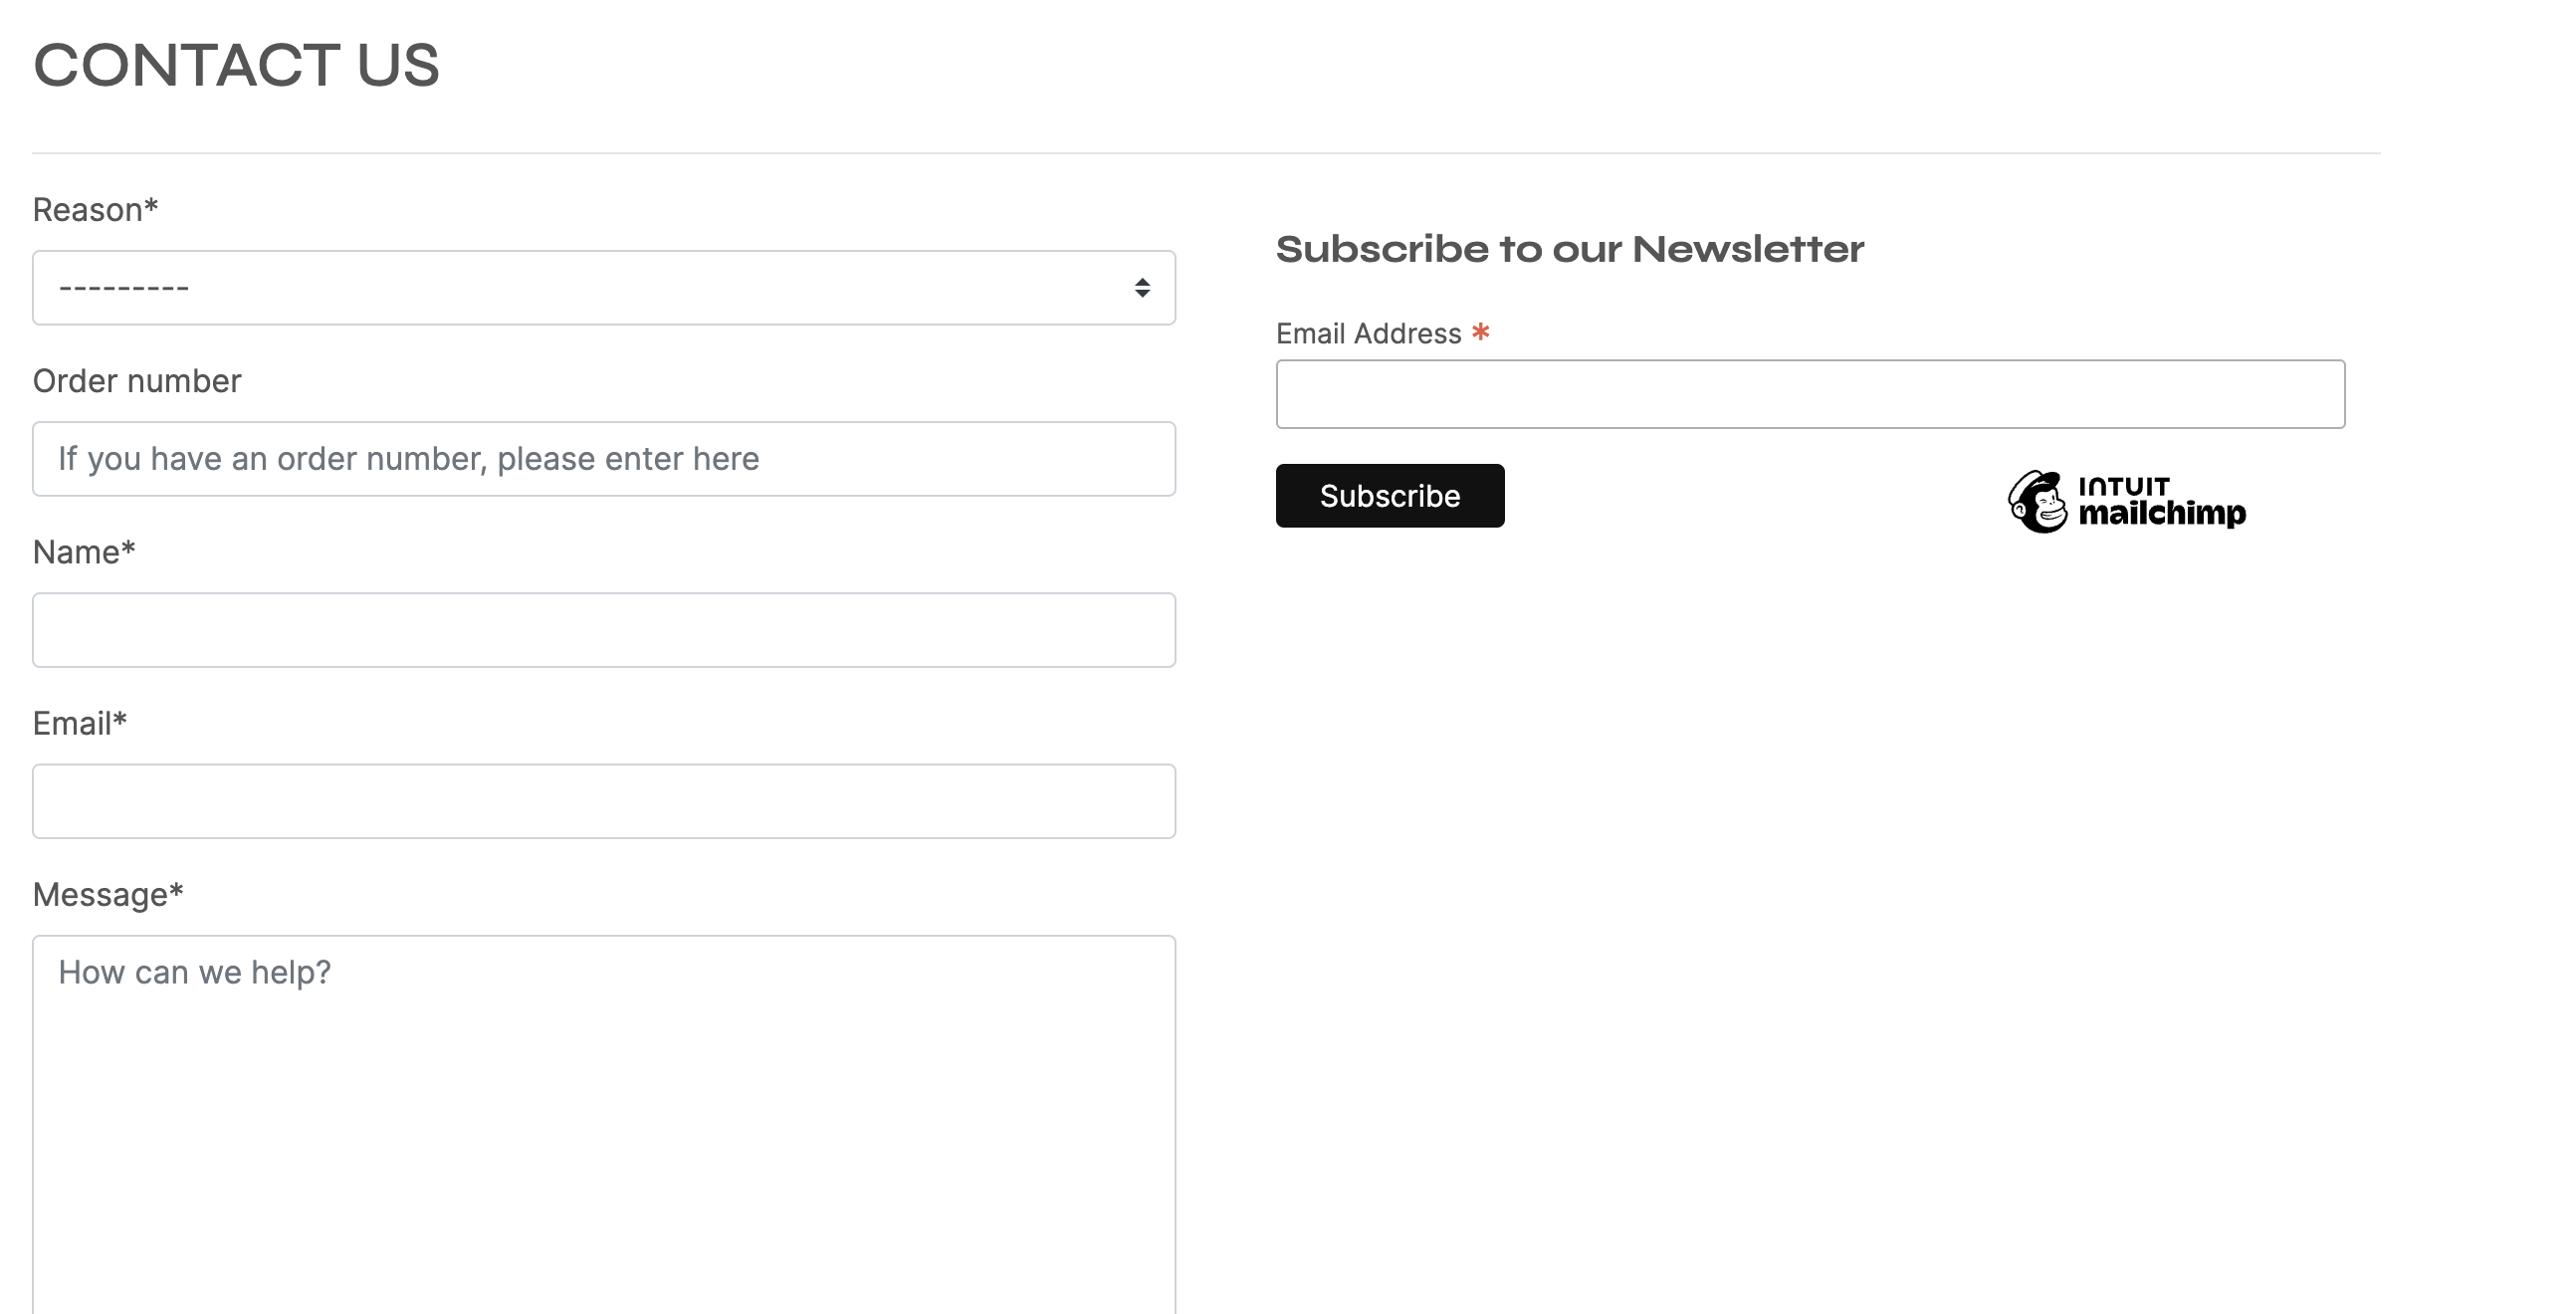 CONTACT US
Reason*
---------
Order number
If you have an order number, please enter here
Name*
Email*
Message*
How can we help?
Subscribe to our Newsletter
Email Address *
Subscribe
INTUIT
mailchimp